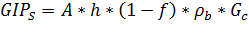 GIP_S = A * h * (1 − f) * ρ_b * G_c